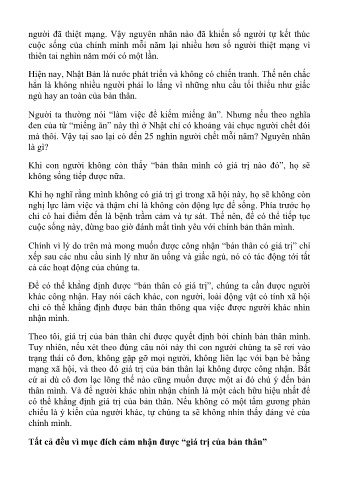 người đã thiệt mạng. Vậy nguyên nhân nào đã khiến số người tự kết thúc
cuộc sống của chính mình mỗi năm lại nhiều hơn số người thiệt mạng vì
thiên tai nghìn năm mới có một lần.
Hiện nay, Nhật Bản là nước phát triển và không có chiến tranh. Thế nên chắc
hẳn là không nhiều người phải lo lắng vì những nhu cầu tối thiểu như giấc
ngủ hay an toàn của bản thân.
Người ta thường nói “làm việc để kiếm miếng ăn”. Nhưng nếu theo nghĩa
đen của từ “miếng ăn” này thì ở Nhật chỉ có khoảng vài chục người chết đói
mà thôi. Vậy tại sao lại có đến 25 nghìn người chết mỗi năm? Nguyên nhân
là gì?
Khi con người không còn thấy “bản thân mình có giá trị nào đó”, họ sẽ
không sống tiếp được nữa.
Khi họ nghĩ rằng mình không có giá trị gì trong xã hội này, họ sẽ không còn
nghị lực làm việc và thậm chí là không còn động lực để sống. Phía trước họ
chỉ có hai điểm đến là bệnh trầm cảm và tự sát. Thế nên, để có thể tiếp tục
cuộc sống này, đừng bao giờ đánh mất tình yêu với chính bản thân mình.
Chính vì lý do trên mà mong muốn được công nhận “bản thân có giá trị” chỉ
xếp sau các nhu cầu sinh lý như ăn uống và giấc ngủ, nó có tác động tới tất
cả các hoạt động của chúng ta.
Để có thể khẳng định được “bản thân có giá trị”, chúng ta cần được người
khác công nhận. Hay nói cách khác, con người, loài động vật có tính xã hội
chỉ có thể khẳng định được bản thân thông qua việc được người khác nhìn
nhận mình.
Theo tôi, giá trị của bản thân chỉ được quyết định bởi chính bản thân mình.
Tuy nhiên, nếu xét theo đúng câu nói này thì con người chúng ta sẽ rơi vào
trạng thái cô đơn, không gặp gỡ mọi người, không liên lạc với bạn bè bằng
mạng xã hội, và theo đó giá trị của bản thân lại không được công nhận. Bất
cứ ai dù cô đơn lạc lõng thế nào cũng muốn được một ai đó chú ý đến bản
thân mình. Và để người khác nhìn nhận chính là một cách hữu hiệu nhất để
có thể khẳng định giá trị của bản thân. Nếu không có một tấm gương phản
chiếu là ý kiến của người khác, tự chúng ta sẽ không nhìn thấy dáng vẻ của
chính mình.
Tất cả đều vì mục đích cảm nhận được “giá trị của bản thân”